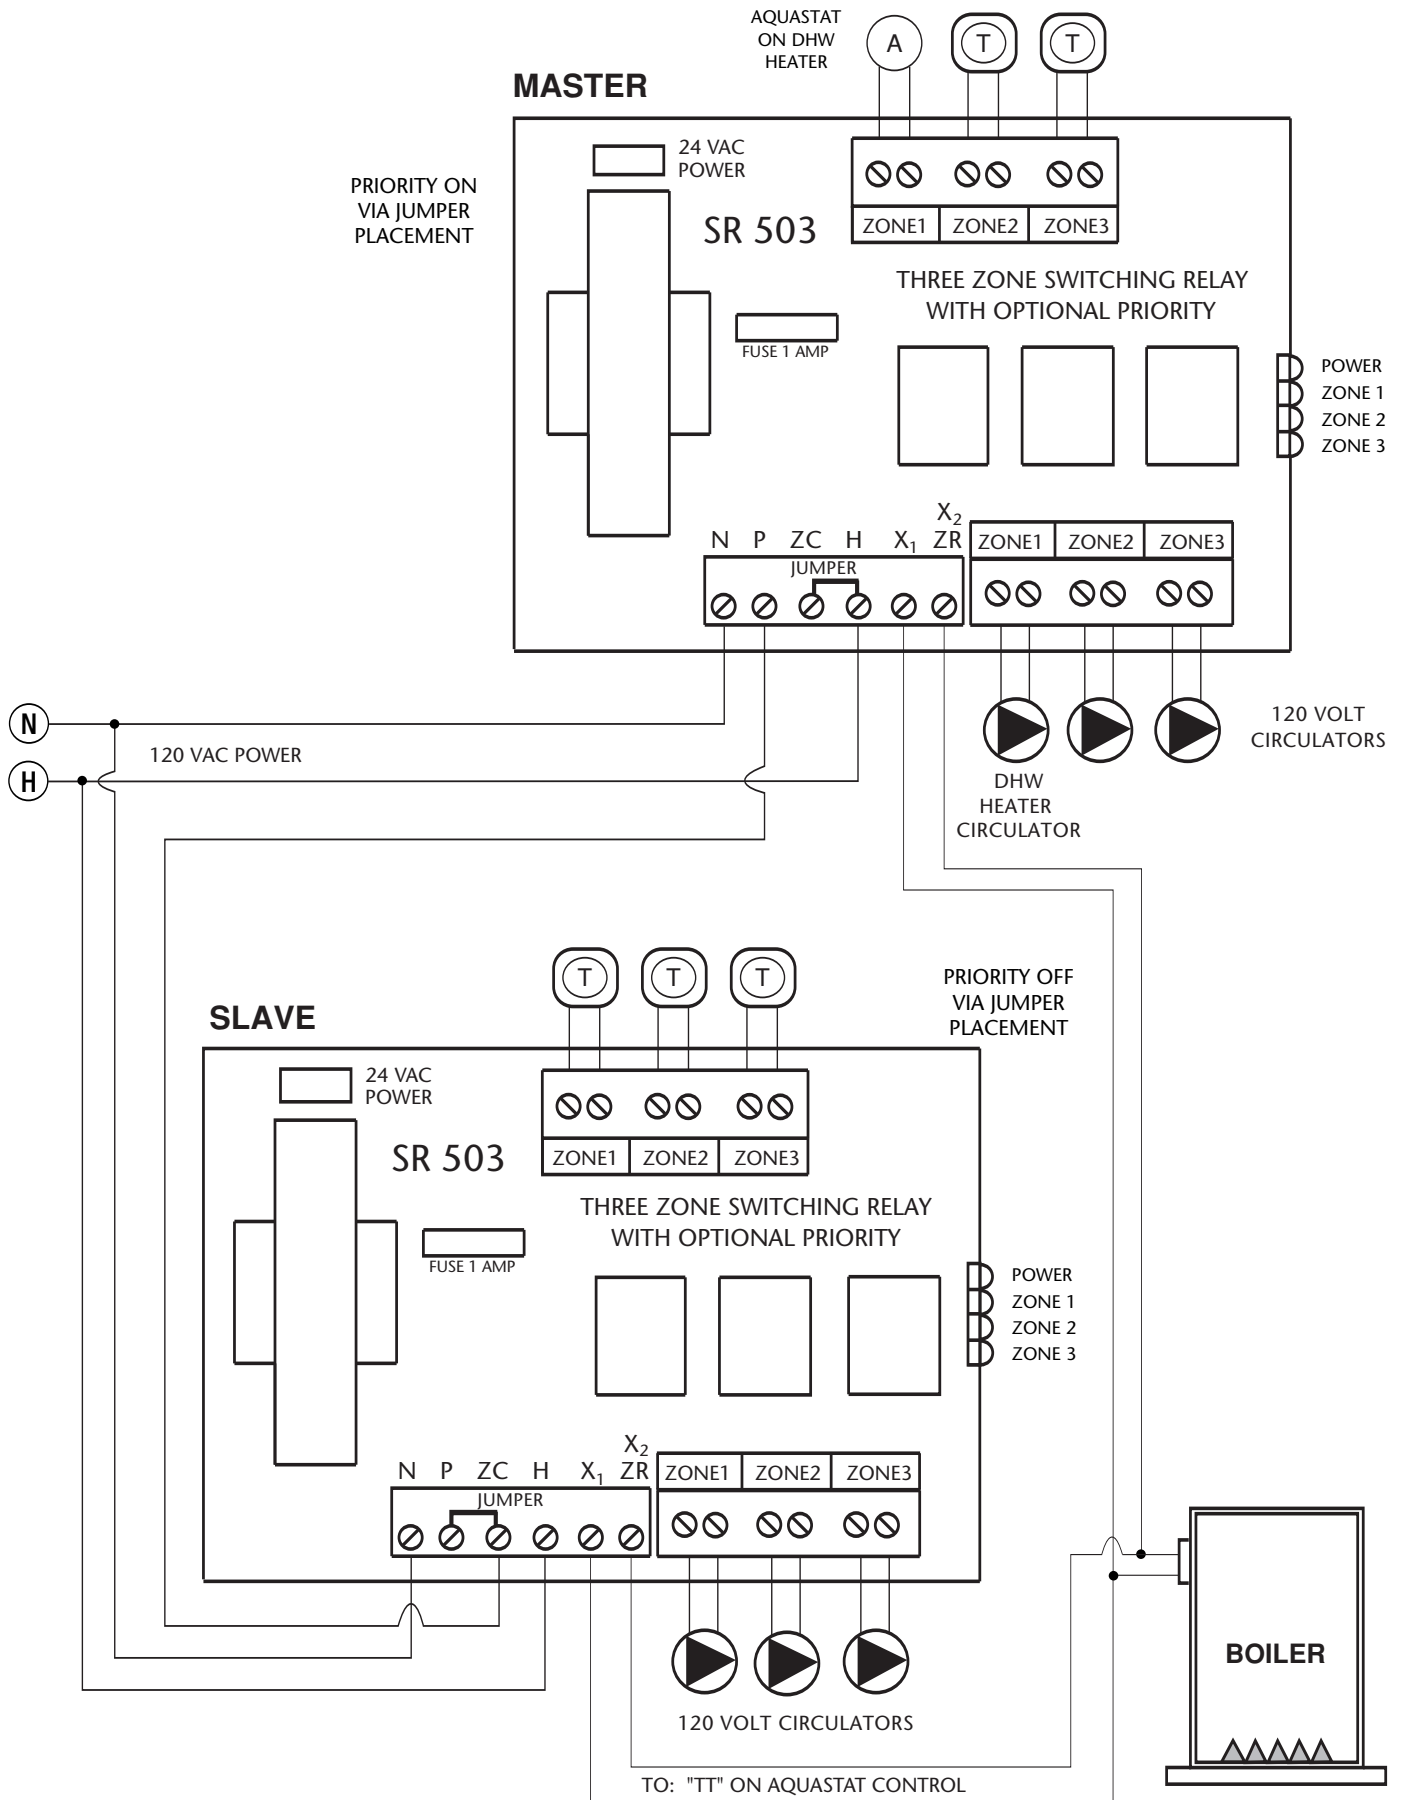 AQUASTAT
ON DHW
HEATER
A
T
T
MASTER
24 VAC
POWER
PRIORITY ON
VIA JUMPER
PLACEMENT
SR 503
ZONE1
ZONE2
ZONE3
THREE ZONE SWITCHING RELAY
WITH OPTIONAL PRIORITY
FUSE 1 AMP
POWER
ZONE 1
ZONE 2
ZONE 3
N
P
ZC
H
X1
X2
ZR
JUMPER
ZONE1
ZONE2
ZONE3
N
H
120 VAC POWER
120 VOLT
CIRCULATORS
DHW
HEATER
CIRCULATOR
T
T
T
PRIORITY OFF
VIA JUMPER
PLACEMENT
SLAVE
24 VAC
POWER
SR 503
ZONE1
ZONE2
ZONE3
THREE ZONE SWITCHING RELAY
WITH OPTIONAL PRIORITY
FUSE 1 AMP
POWER
ZONE 1
ZONE 2
ZONE 3
N
P
ZC
H
X1
X2
ZR
JUMPER
ZONE1
ZONE2
ZONE3
BOILER
120 VOLT CIRCULATORS
TO: "TT" ON AQUASTAT CONTROL